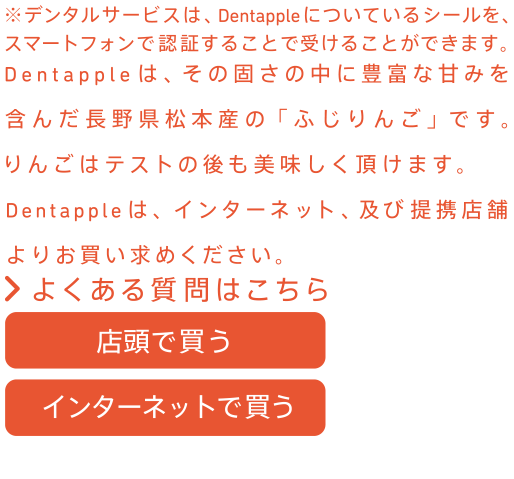 ※デンタルサービスは、Dentappleについているシールを、
スマートフォンで認証することで受けることができます。
Dentappleは、その固さの中に豊富な甘みを
含んだ長野県松本産の「ふじりんご」です。
りんごはテストの後も美味しく頂けます。
Dentappleは、インターネット、及び提携店舗
よりお買い求めください。
よくある質問はこちら
店頭で買う
インターネットで買う